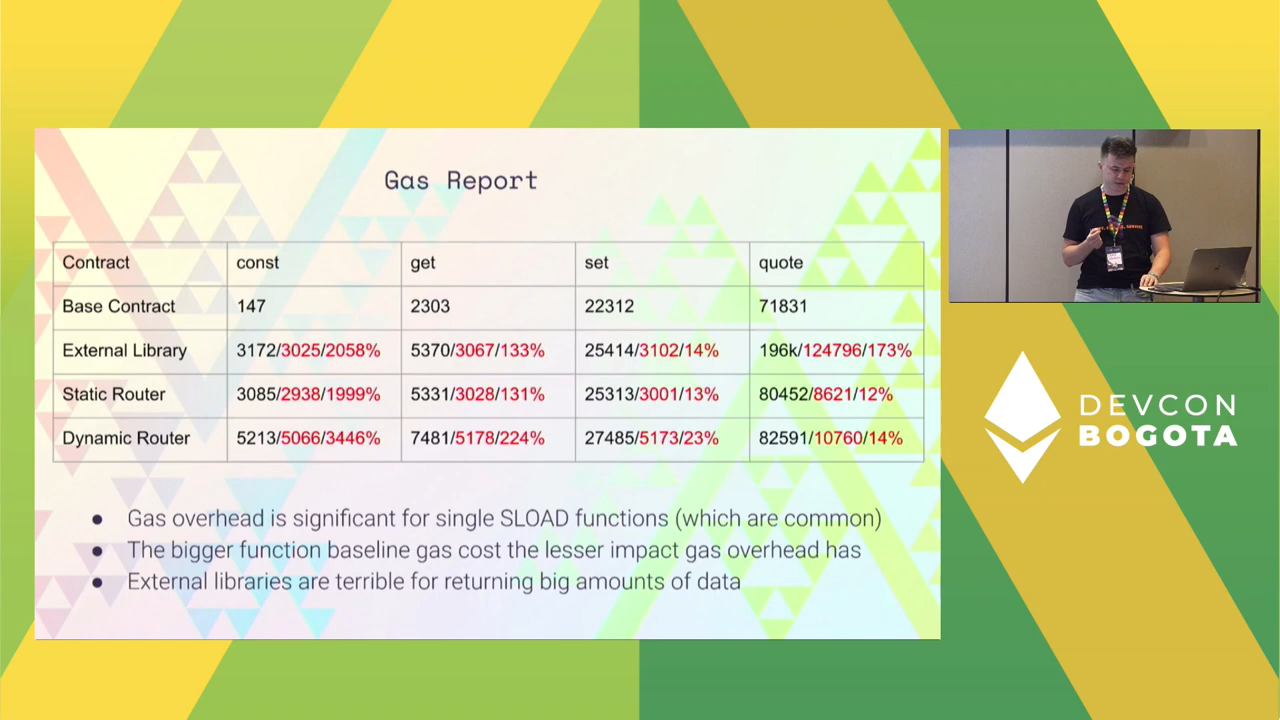 Gas Report
Contract const get set quote
Base Contract 147 2303 22312 71831
External Library 3172/3025/2058% 5370/3067/133% 25414/3102/14% 196k/124796/173%
Static Router 3085/2938/1999% 5331/3028/131% 25313/3001/13% 80452/8621/12%
Dynamic Router 5213/5066/3446% 7481/5178/224% 27485/5173/23% 82591/10760/14%
● Gas overhead is significant for single SLOAD functions (which are common)
● The bigger function baseline gas cost the lesser impact gas overhead has
● External libraries are terrible for returning big amounts of data
DEVCON
BOGOTA